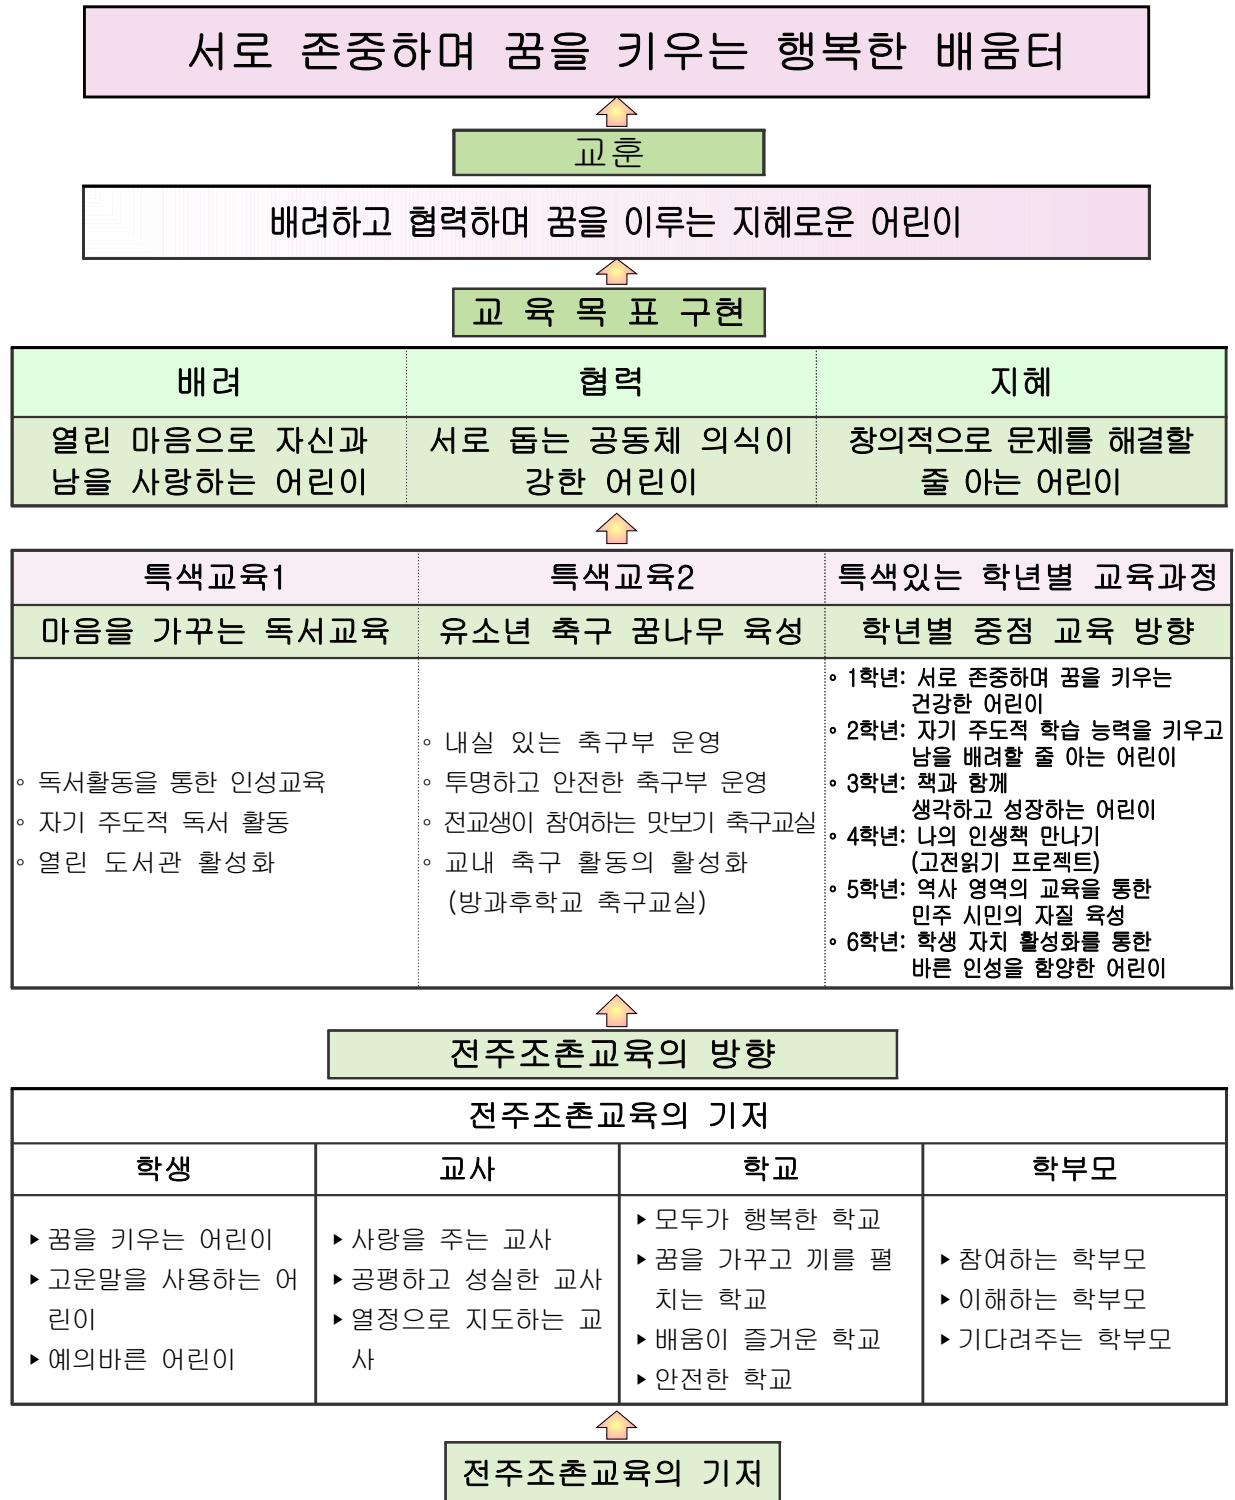 서로 존중하며 꿈을 키우는 행복한 배움터
교훈
배려하고 협력하며 꿈을 이루는 지혜로운 어린이
교 육 목 표 구현
배려
협력
지혜
열린 마음으로 자신과
남을 사랑하는 어린이
서로 돕는 공동체 의식이
강한 어린이
창의적으로 문제를 해결할
줄 아는 어린이
특색교육1
특색교육2
특색있는 학년별 교육과정
마음을 가꾸는 독서교육
유소년 축구 꿈나무 육성
학년별 중점 교육 방향
◦ 독서활동을 통한 인성교육
◦ 자기 주도적 독서 활동
◦ 열린 도서관 활성화
◦ 내실 있는 축구부 운영
◦ 투명하고 안전한 축구부 운영
◦ 전교생이 참여하는 맛보기 축구교실
◦ 교내 축구 활동의 활성화
(방과후학교 축구교실)
◦ 1학년: 서로 존중하며 꿈을 키우는
건강한 어린이
◦ 2학년: 자기 주도적 학습 능력을 키우고
남을 배려할 줄 아는 어린이
◦ 3학년: 책과 함께
생각하고 성장하는 어린이
◦ 4학년: 나의 인생책 만나기
(고전읽기 프로젝트)
◦ 5학년: 역사 영역의 교육을 통한
민주 시민의 자질 육성
◦ 6학년: 학생 자치 활성화를 통한
바른 인성을 함양한 어린이
전주조촌교육의 방향
전주조촌교육의 기저
학생
교사
학교
학부모
▸꿈을 키우는 어린이
▸고운말을 사용하는 어
린이
▸예의바른 어린이
▸사랑을 주는 교사
▸공평하고 성실한 교사
▸열정으로 지도하는 교
사
▸모두가 행복한 학교
▸꿈을 가꾸고 끼를 펼
치는 학교
▸배움이 즐거운 학교
▸안전한 학교
▸참여하는 학부모
▸이해하는 학부모
▸기다려주는 학부모
전주조촌교육의 기저